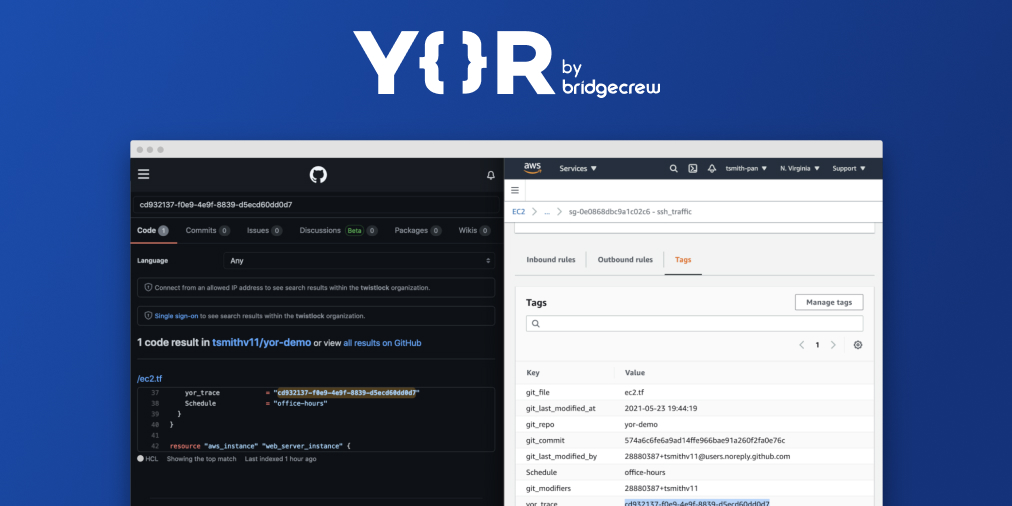 Y{}R by
bridgecrew
cd932137-f0e9-4e9f-8839-d5ecd60dd0d7
Code 1 Commits 0 Issues 0 Discussions Beta 0 Packages 0 Wikis 0
Language Any
Connect from an allowed IP address to see search results within the twistlock organization.
Single sign-on to see search results within the twistlock organization.
1 code result in tsmithv11/yor-demo or view all results on GitHub
/ec2.tf
37 yor_trace = "cd932137-f0e9-4e9f-8839-d5ecd60dd0d7"
38 Schedule = "office-hours"
39 }
40 }
41
42 resource "aws_instance" "web_server_instance" {
HCL Showing the top match Last indexed 1 hour ago
aws Services ▼ tsmith-pan ▼ N. Virginia ▼ Support ▼
EC2 > ... > sg-0e0868dbc9a1c02c6 - ssh_traffic
Inbound rules Outbound rules Tags
Tags Manage tags
< 1 >
Key Value
git_file ec2.tf
git_last_modified_at 2021-05-23 19:44:19
git_repo yor-demo
git_commit 574a6c6fe6a9ad14ffe966bae91a260f2fa0e76c
git_last_modified_by 28880387+tsmithv11@users.noreply.github.com
Schedule office-hours
git_modifiers 28880387+tsmithv11
yor_trace cd932137-f0e9-4e9f-8839-d5ecd60dd0d7